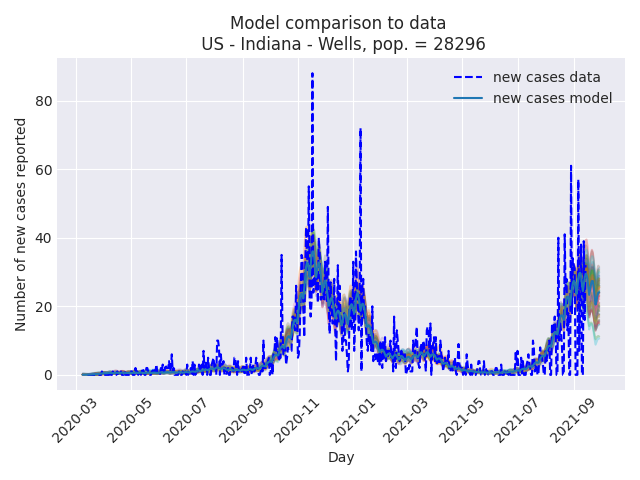 Model comparison to data
US - Indiana - Wells, pop. = 28296
new cases data
new cases model
Number of new cases reported
80
60
40
20
0
2020-03
2020-05
2020-07
2020-09
2020-11
2021-01
2021-03
2021-05
2021-07
2021-09
Day